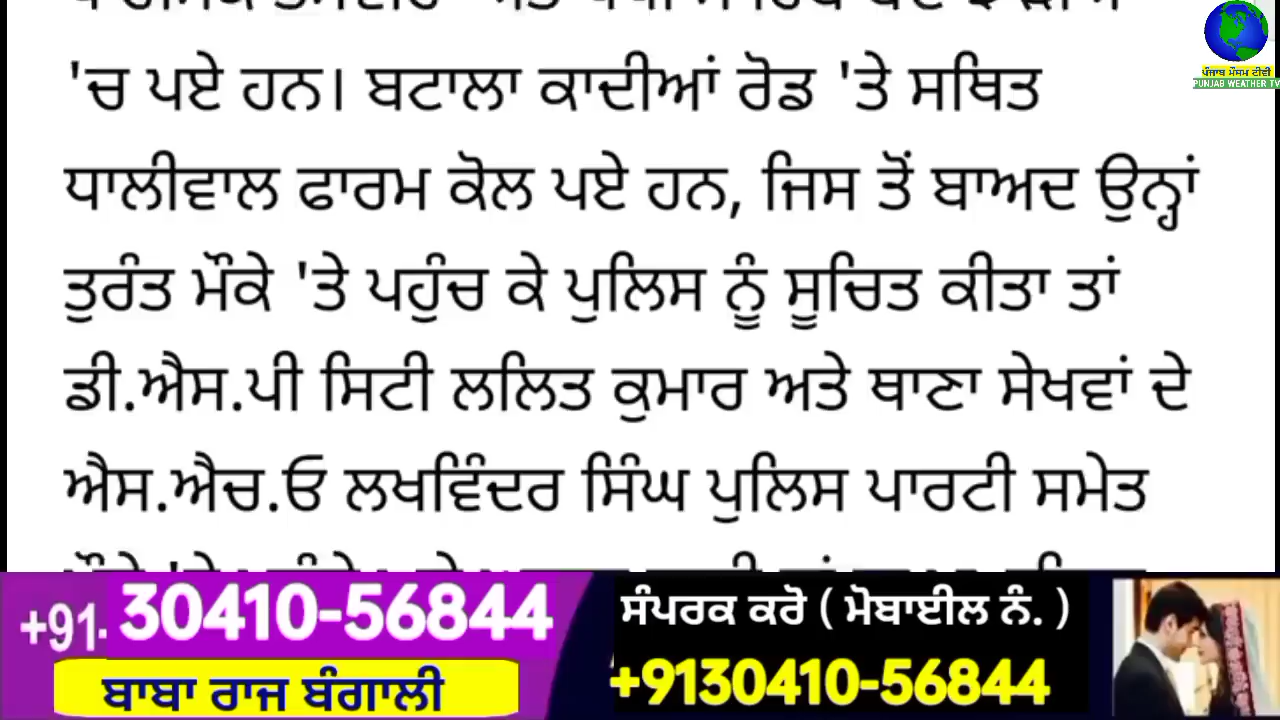 'ਚ ਪਏ ਹਨ। ਬਟਾਲਾ ਕਾਦੀਆਂ ਰੋਡ 'ਤੇ ਸਥਿਤ
ਧਾਲੀਵਾਲ ਫਾਰਮ ਕੋਲ ਪਏ ਹਨ, ਜਿਸ ਤੋਂ ਬਾਅਦ ਉਨ੍ਹਾਂ
ਤੁਰੰਤ ਮੌਕੇ 'ਤੇ ਪਹੁੰਚ ਕੇ ਪੁਲਿਸ ਨੂੰ ਸੂਚਿਤ ਕੀਤਾ ਤਾਂ
ਡੀ.ਐਸ.ਪੀ ਸਿਟੀ ਲਲਿਤ ਕੁਮਾਰ ਅਤੇ ਥਾਣਾ ਸੇਖਵਾਂ ਦੇ
ਐਸ.ਐਚ.ਓ ਲਖਵਿੰਦਰ ਸਿੰਘ ਪੁਲਿਸ ਪਾਰਟੀ ਸਮੇਤ
ਪੰਜਾਬ ਮੌਸਮ ਟੀਵੀ
PUNJAB WEATHER TV
+91- 30410-56844
ਬਾਬਾ ਰਾਜ ਬੰਗਾਲੀ
ਸੰਪਰਕ ਕਰੋ ( ਮੋਬਾਈਲ ਨੰ. )
+9130410-56844